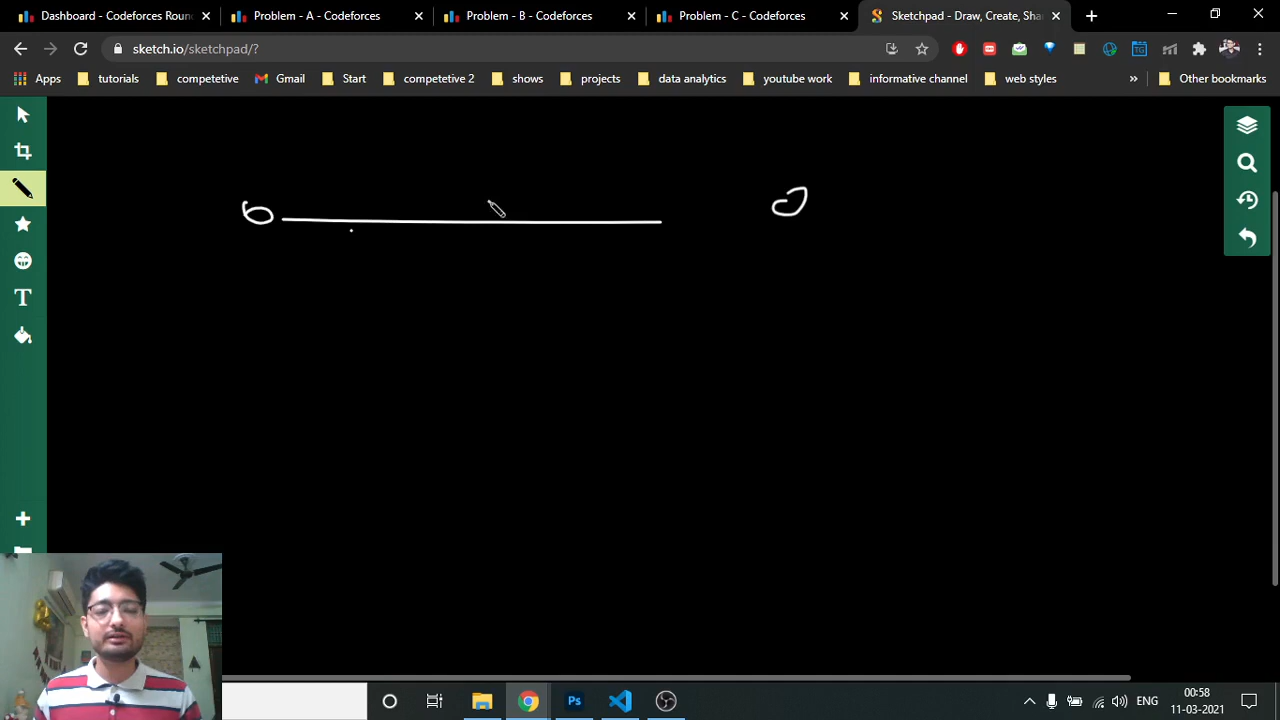 Dashboard - Codeforces Roun
Problem - A - Codeforces
Problem - B - Codeforces
Problem - C - Codeforces
Sketchpad - Draw, Create, Sha
sketch.io/sketchpad/?
Apps
tutorials
competetive
Gmail
Start
competetive 2
shows
projects
data analytics
youtube work
informative channel
web styles
»
Other bookmarks
T
ENG
00:58
11-03-2021